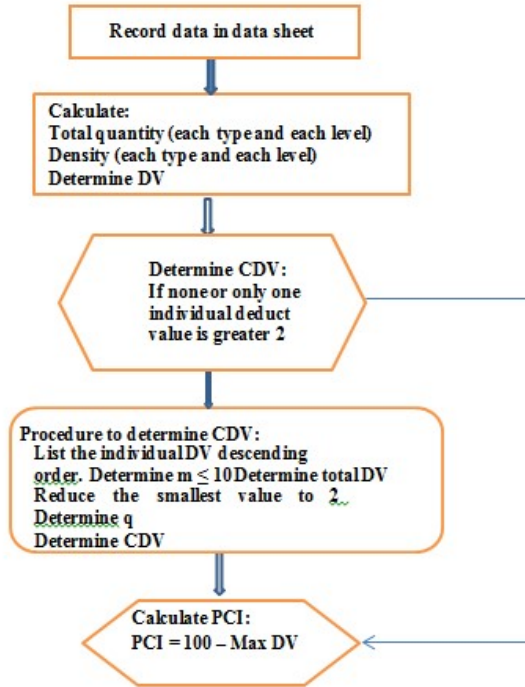 Record data in data sheet
Calculate:
Total quantity (each type and each level)
Density (each type and each level)
Determine DV
Determine CDV:
If none or only one
individual deduct
value is greater 2
Procedure to determine CDV:
List the individual DV descending
order. Determine m ≤ 10 Determine total DV
Reduce the smallest value to 2.
Determine q
Determine CDV
Calculate PCI:
PCI = 100 – Max DV